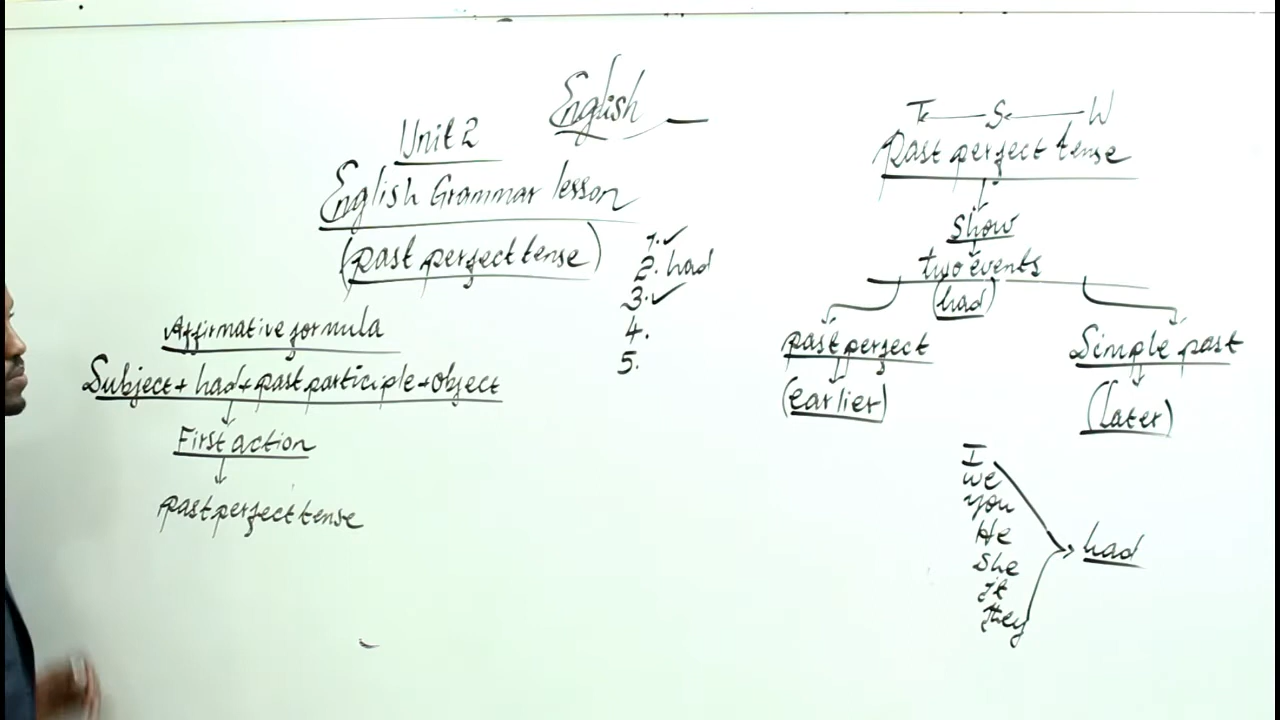 English
Unit 2
English Grammar lesson
(past perfect tense)
1. ✓
2. had
3. ✓
4.
5.
Affirmative formula
Subject + had + past participle + object
First action
past perfect tense
T S W
past perfect tense
Show
two events
(had)
past perfect
(earlier)
Simple past
(later)
I
we
you
He
She
it
they
had